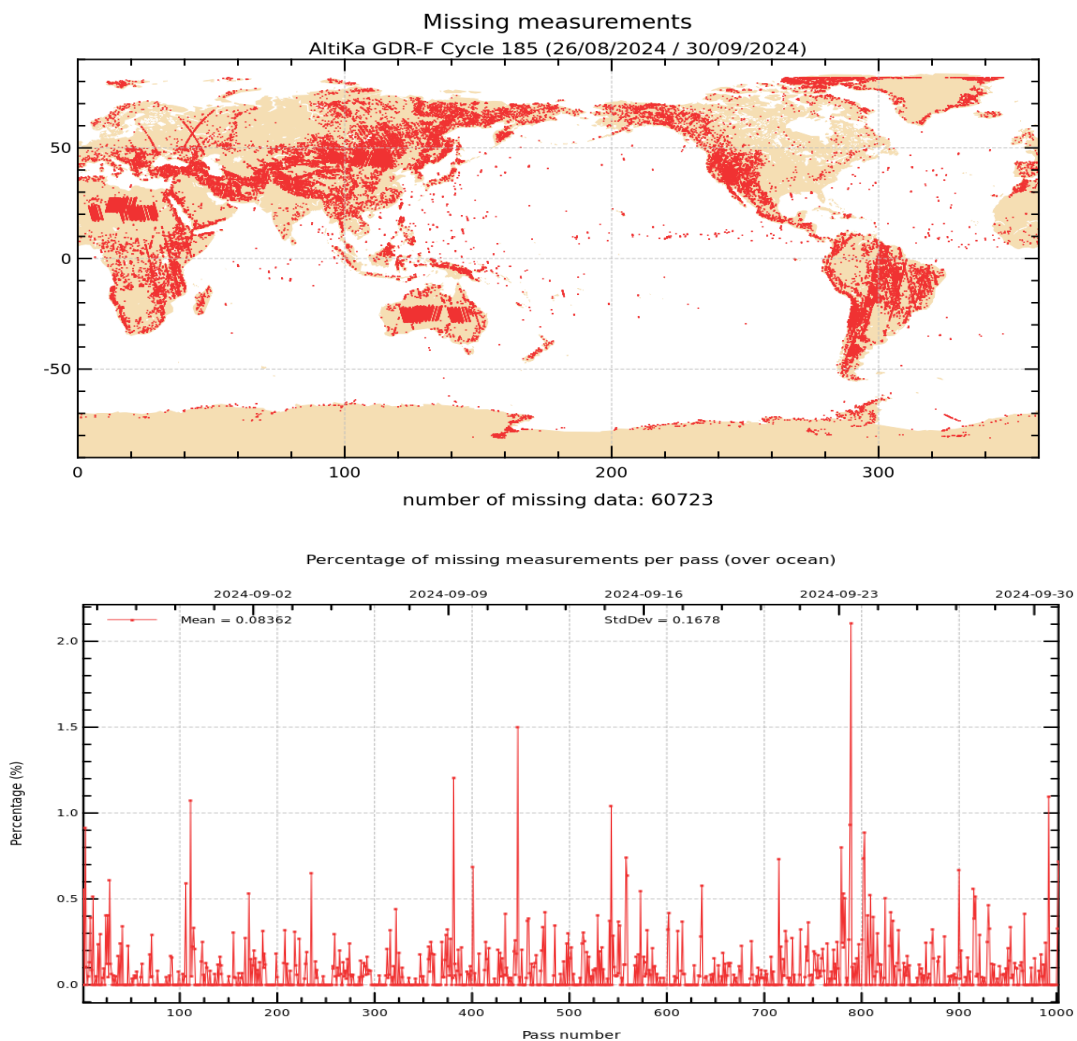 Missing measurements
AltiKa GDR-F Cycle 185 (26/08/2024 / 30/09/2024)
50
0
-50
0 100 200 300
number of missing data: 60723
Percentage of missing measurements per pass (over ocean)
2024-09-02 2024-09-09 2024-09-16 2024-09-23 2024-09-30
Mean = 0.08362 StdDev = 0.1678
2.0
1.5
1.0
0.5
0.0
Percentage (%)
100 200 300 400 500 600 700 800 900 1000
Pass number